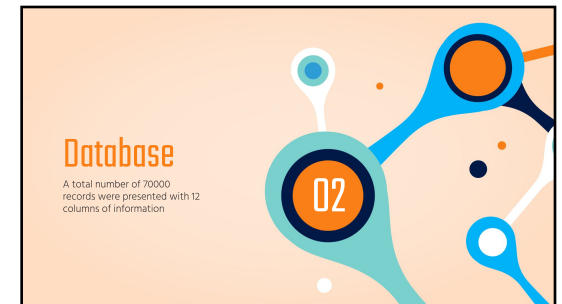 Database
A total number of 70000
records were presented with 12
columns of information
02